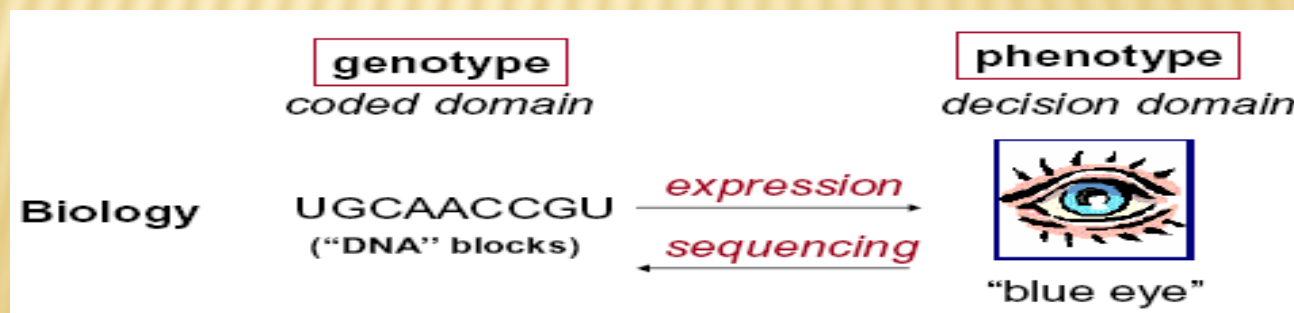 genotype
coded domain
phenotype
decision domain
Biology
UGCAACCGU
(“DNA” blocks)
expression
sequencing
“blue eye”